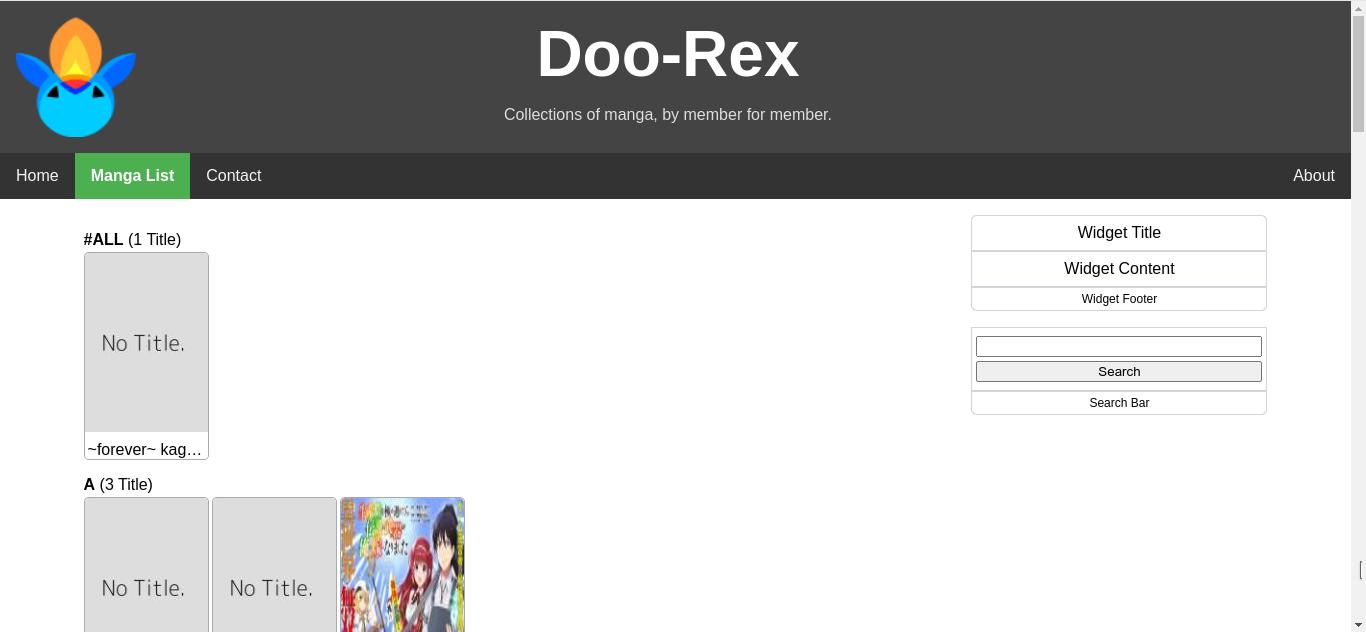 Doo-Rex
Collections of manga, by member for member.
Home
Manga List
Contact
About
#ALL (1 Title)
No Title.
~forever~ kag…
A (3 Title)
No Title.
No Title.
Widget Title
Widget Content
Widget Footer
Search
Search Bar